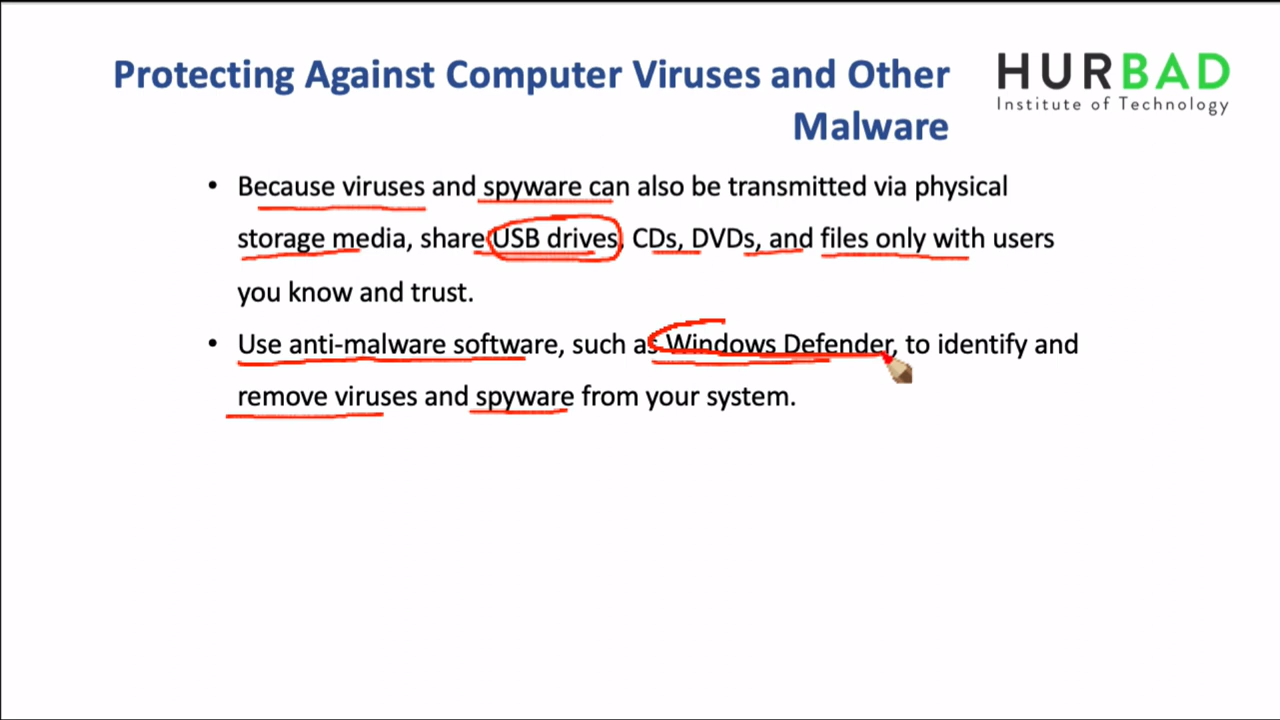 Protecting Against Computer Viruses and Other
Malware
HURBAD
Institute of Technology
• Because viruses and spyware can also be transmitted via physical
storage media, share USB drives, CDs, DVDs, and files only with users
you know and trust.
• Use anti-malware software, such as Windows Defender, to identify and
remove viruses and spyware from your system.